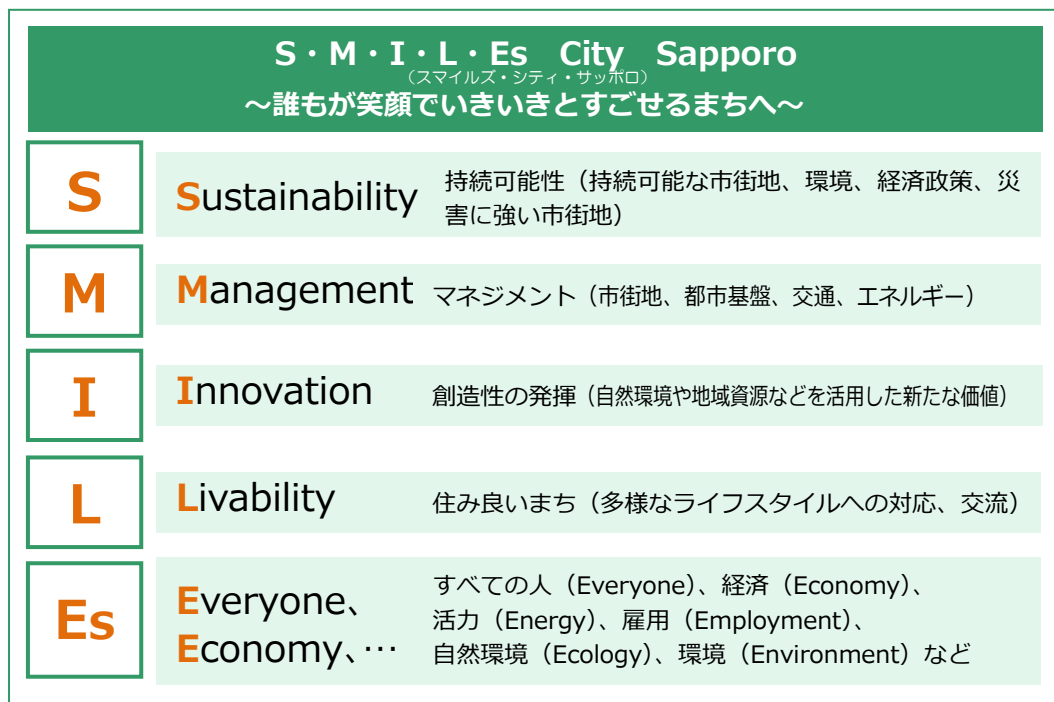 S・M・I・L・Es City Sapporo
（スマイルズ・シティ・サッポロ）
～誰もが笑顔でいきいきとすごせるまちへ～
S
Sustainability
持続可能性（持続可能な市街地、環境、経済政策、災
害に強い市街地）
M
Management
マネジメント（市街地、都市基盤、交通、エネルギー）
I
Innovation
創造性の発揮（自然環境や地域資源などを活用した新たな価値）
L
Livability
住み良いまち（多様なライフスタイルへの対応、交流）
Es
Everyone、
Economy、…
すべての人（Everyone）、経済（Economy）、
活力（Energy）、雇用（Employment）、
自然環境（Ecology）、環境（Environment）など